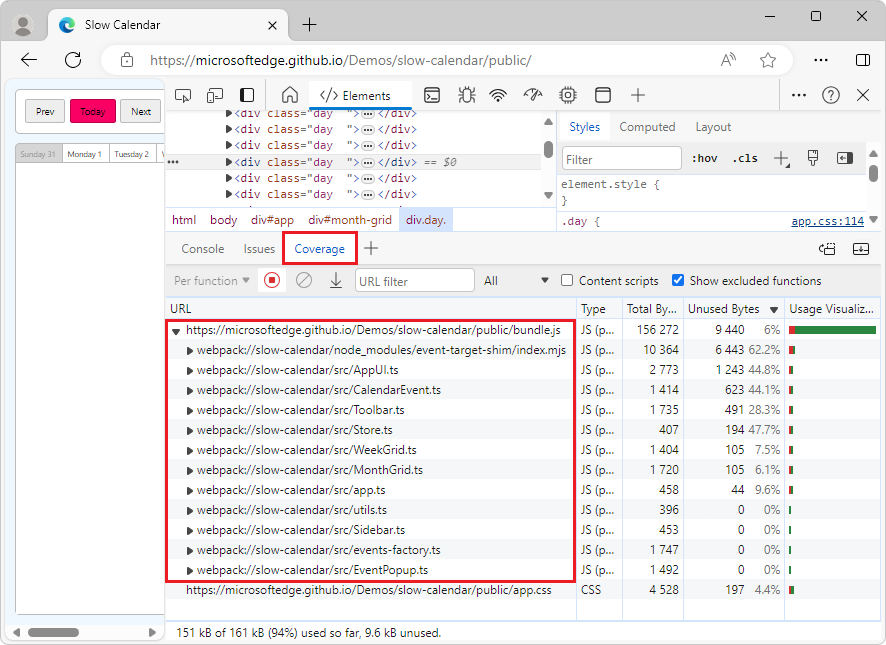 Slow Calendar
https://microsoftedge.github.io/Demos/slow-calendar/public/
Prev Today Next
Sunday 31 Monday 1 Tuesday 2
Elements
<div class="day ">···</div>
<div class="day ">···</div>
<div class="day ">···</div>
··· <div class="day ">···</div> == $0
<div class="day ">···</div>
<div class="day ">···</div>
html body div#app div#month-grid div.day.
Styles Computed Layout
Filter :hov .cls
element.style {
}
.day { app.css:114
Console Issues Coverage
Per function URL filter All Content scripts Show excluded functions
URL Type Total By... Unused Bytes Usage Visualiz...
https://microsoftedge.github.io/Demos/slow-calendar/public/bundle.js JS (p... 156 272 9 440 6%
webpack://slow-calendar/node_modules/event-target-shim/index.mjs JS (p... 10 364 6 443 62.2%
webpack://slow-calendar/src/AppUI.ts JS (p... 2 773 1 243 44.8%
webpack://slow-calendar/src/CalendarEvent.ts JS (p... 1 414 623 44.1%
webpack://slow-calendar/src/Toolbar.ts JS (p... 1 735 491 28.3%
webpack://slow-calendar/src/Store.ts JS (p... 407 194 47.7%
webpack://slow-calendar/src/WeekGrid.ts JS (p... 1 404 105 7.5%
webpack://slow-calendar/src/MonthGrid.ts JS (p... 1 720 105 6.1%
webpack://slow-calendar/src/app.ts JS (p... 458 44 9.6%
webpack://slow-calendar/src/utils.ts JS (p... 396 0 0%
webpack://slow-calendar/src/Sidebar.ts JS (p... 453 0 0%
webpack://slow-calendar/src/events-factory.ts JS (p... 1 747 0 0%
webpack://slow-calendar/src/EventPopup.ts JS (p... 1 492 0 0%
https://microsoftedge.github.io/Demos/slow-calendar/public/app.css CSS 4 528 197 4.4%
151 kB of 161 kB (94%) used so far, 9.6 kB unused.